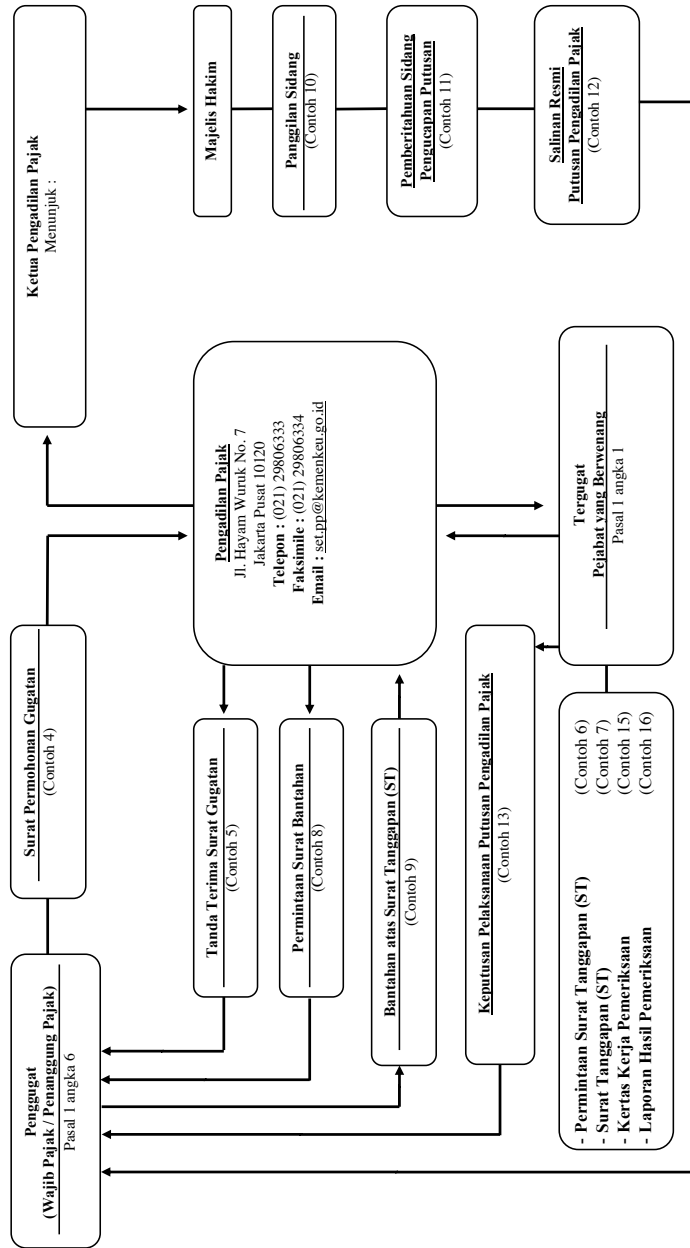 Penggugat
(Wajib Pajak / Penanggung Pajak)
Pasal 1 angka 6
Surat Permohonan Gugatan
(Contoh 4)
Ketua Pengadilan Pajak
Menunjuk :
Tanda Terima Surat Gugatan
(Contoh 5)
Permintaan Surat Bantahan
(Contoh 8)
Bantahan atas Surat Tanggapan (ST)
(Contoh 9)
Pengadilan Pajak
Jl. Hayam Wuruk No. 7
Jakarta Pusat 10120
Telepon : (021) 29806333
Faksimile : (021) 29806334
Email : set.pp@kemenkeu.go.id
Majelis Hakim
Panggilan Sidang
(Contoh 10)
Pemberitahuan Sidang
Pengucapan Putusan
(Contoh 11)
Salinan Resmi
Putusan Pengadilan Pajak
(Contoh 12)
Keputusan Pelaksanaan Putusan Pengadilan Pajak
(Contoh 13)
- Permintaan Surat Tanggapan (ST) (Contoh 6)
- Surat Tanggapan (ST) (Contoh 7)
- Kertas Kerja Pemeriksaan (Contoh 15)
- Laporan Hasil Pemeriksaan (Contoh 16)
Tergugat
Pejabat yang Berwenang
Pasal 1 angka 1